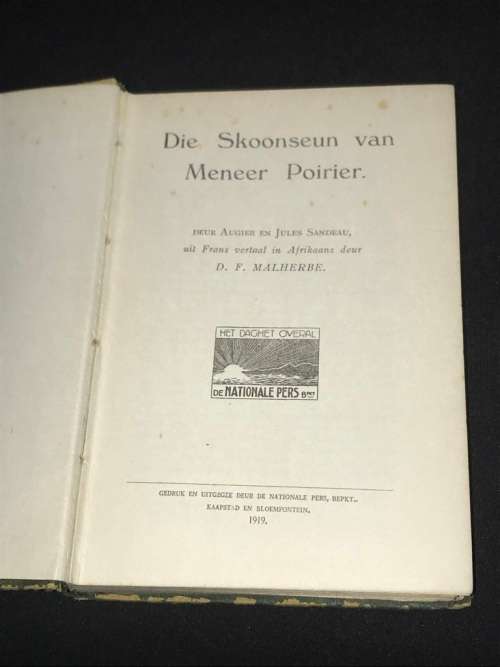 Die Skoonseun van
Meneer Poirier.
DEUR AUGIER EN JULES SANDEAU,
uit Frans vertaal in Afrikaans deur
D. F. MALHERBE.
HET DAGHET OVERAL
DE NATIONALE PERS BPKT
GEDRUK EN UITGEGEE DEUR DE NATIONALE PERS, BEPKT.,
KAAPSTAD EN BLOEMFONTEIN.
1919.